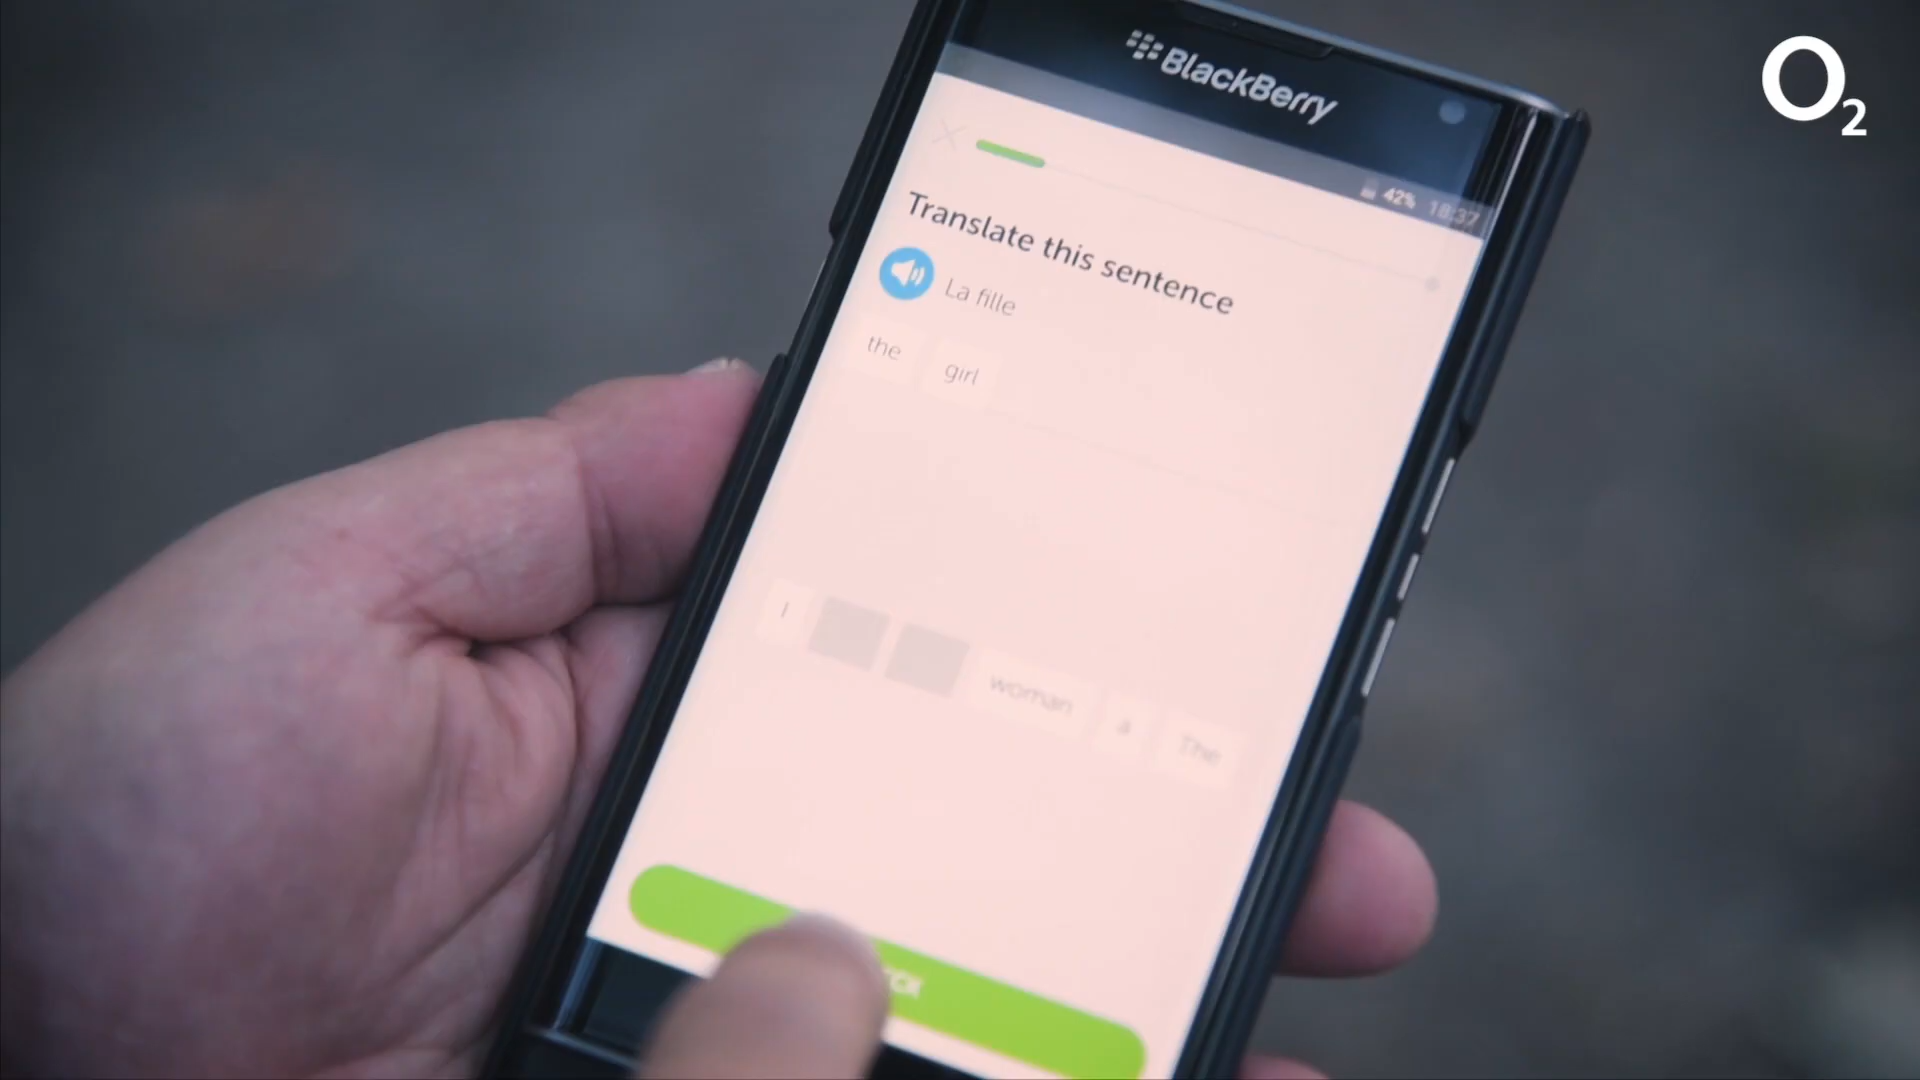 BlackBerry
O2
42% 18:37
Translate this sentence
La fille
the girl
I woman a The